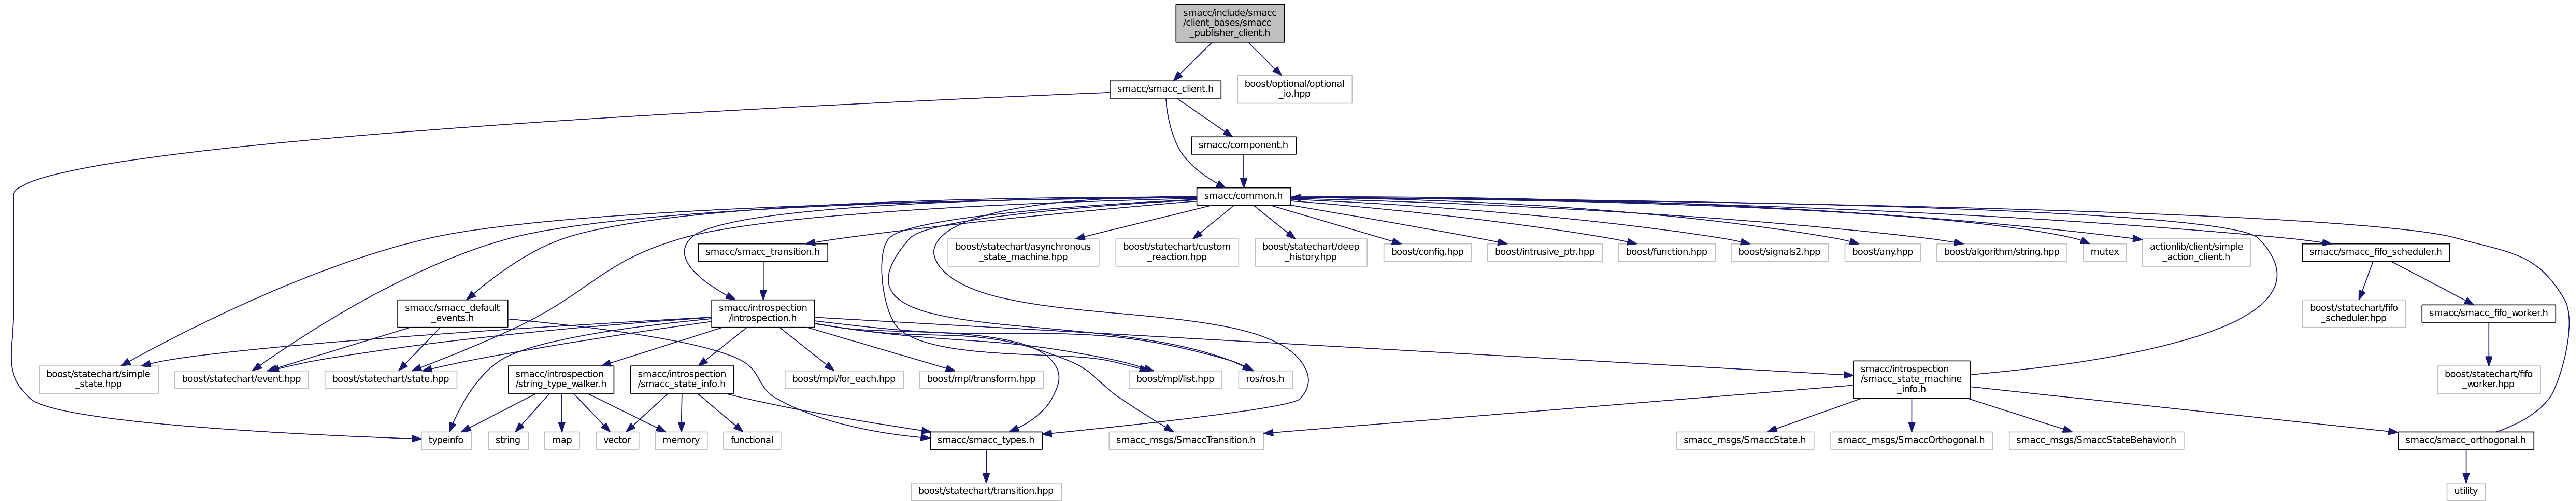 smacc/include/smacc
/client_bases/smacc
_publisher_client.h
smacc/smacc_client.h
boost/optional/optional
_io.hpp
smacc/component.h
smacc/common.h
smacc/smacc_transition.h
boost/statechart/asynchronous
_state_machine.hpp
boost/statechart/custom
_reaction.hpp
boost/statechart/deep
_history.hpp
boost/config.hpp
boost/intrusive_ptr.hpp
boost/function.hpp
boost/signals2.hpp
boost/any.hpp
boost/algorithm/string.hpp
mutex
actionlib/client/simple
_action_client.h
smacc/smacc_fifo_scheduler.h
smacc/smacc_default
_events.h
smacc/introspection
/introspection.h
boost/statechart/fifo
_scheduler.hpp
smacc/smacc_fifo_worker.h
boost/statechart/simple
_state.hpp
boost/statechart/event.hpp
boost/statechart/state.hpp
smacc/introspection
/string_type_walker.h
smacc/introspection
/smacc_state_info.h
boost/mpl/for_each.hpp
boost/mpl/transform.hpp
boost/mpl/list.hpp
ros/ros.h
smacc/introspection
/smacc_state_machine
_info.h
boost/statechart/fifo
_worker.hpp
typeinfo
string
map
vector
memory
functional
smacc/smacc_types.h
smacc_msgs/SmaccTransition.h
smacc_msgs/SmaccState.h
smacc_msgs/SmaccOrthogonal.h
smacc_msgs/SmaccStateBehavior.h
smacc/smacc_orthogonal.h
boost/statechart/transition.hpp
utility